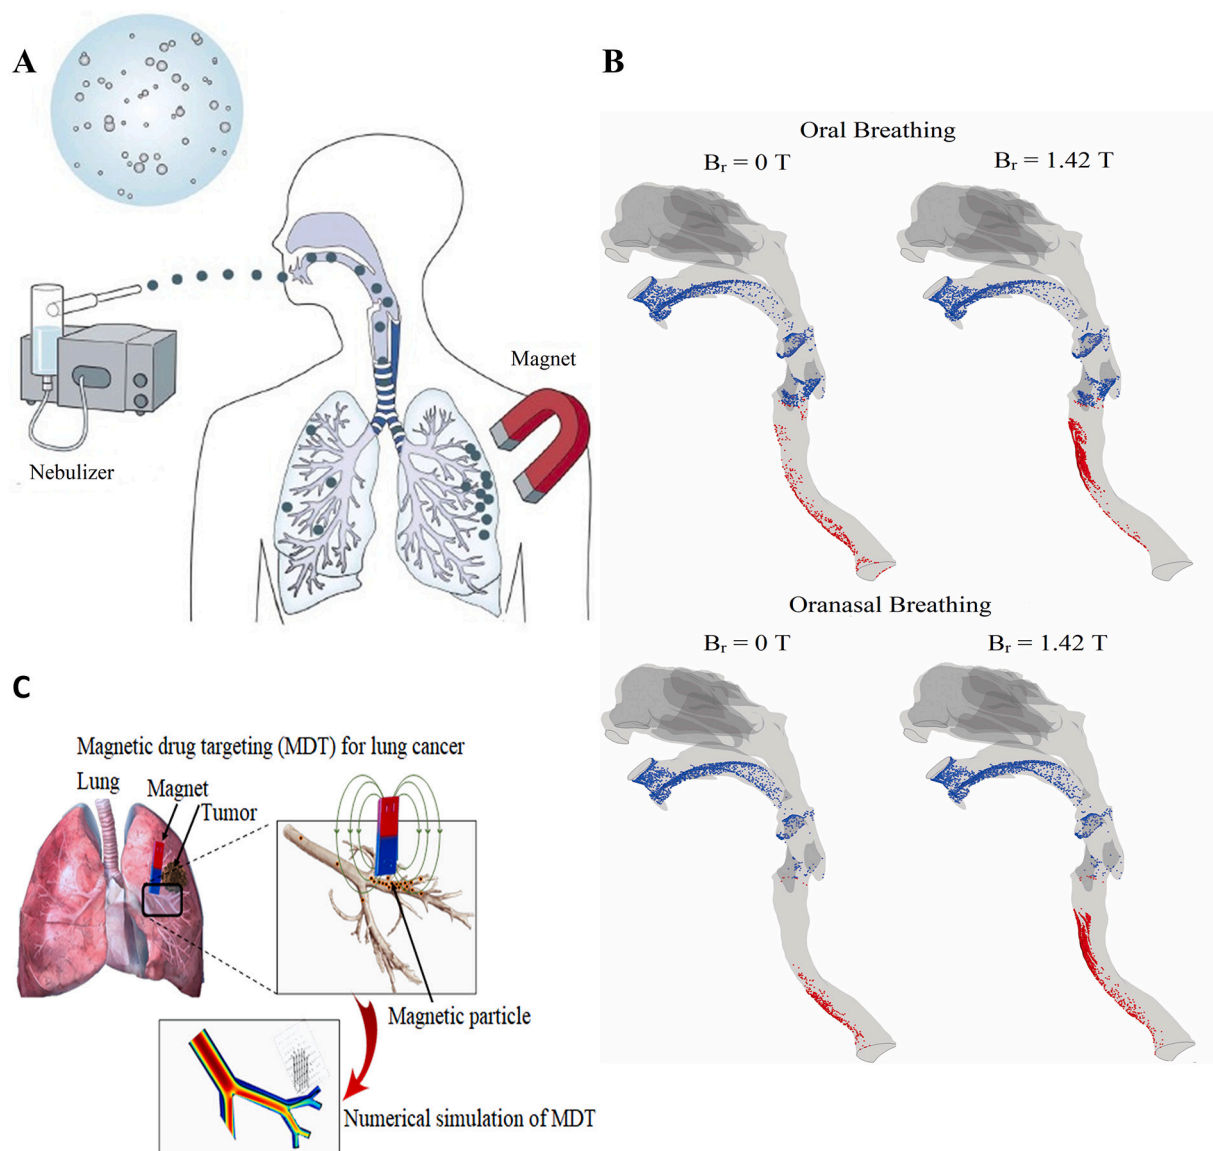 A
Nebulizer
Magnet
B
Oral Breathing
Bᵣ = 0 T
Bᵣ = 1.42 T
Oranasal Breathing
Bᵣ = 0 T
Bᵣ = 1.42 T
C
Magnetic drug targeting (MDT) for lung cancer
Lung
Magnet
Tumor
Magnetic particle
Numerical simulation of MDT